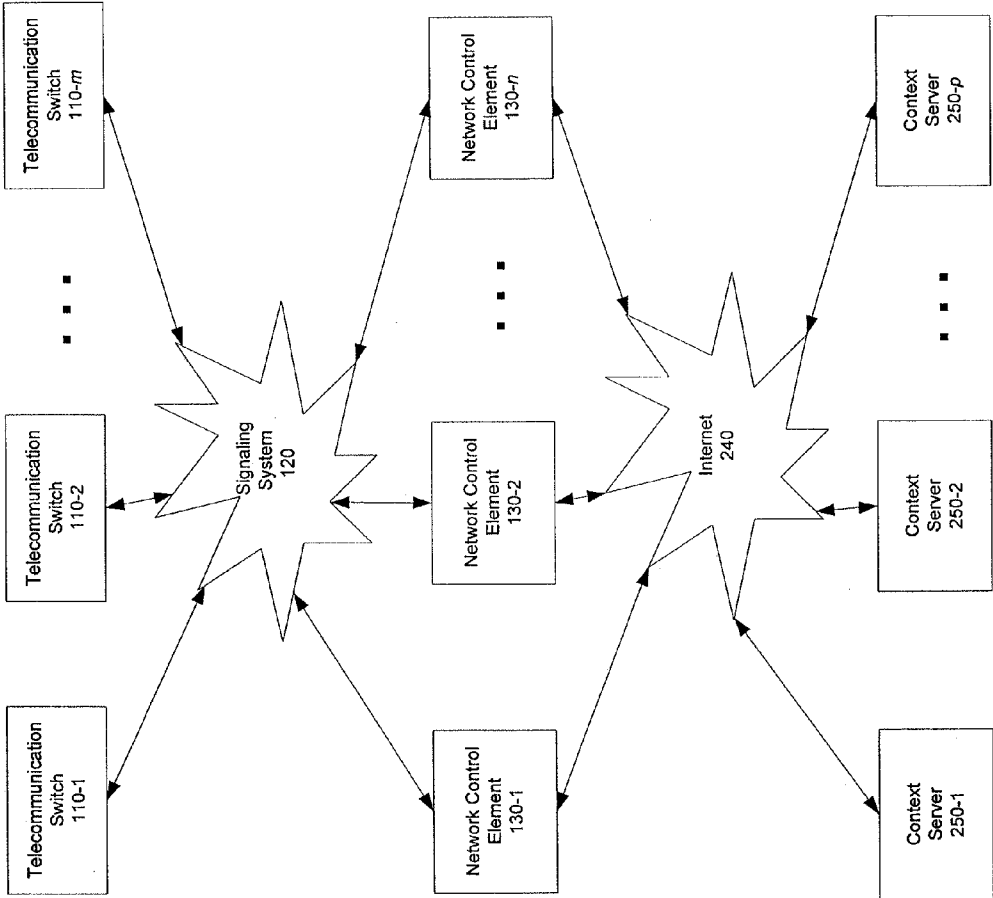 Telecommunication
Switch
110-1
Telecommunication
Switch
110-2
Telecommunication
Switch
110-m
Signaling
System
120
Network Control
Element
130-1
Network Control
Element
130-2
Network Control
Element
130-n
Internet
240
Context
Server
250-1
Context
Server
250-2
Context
Server
250-p